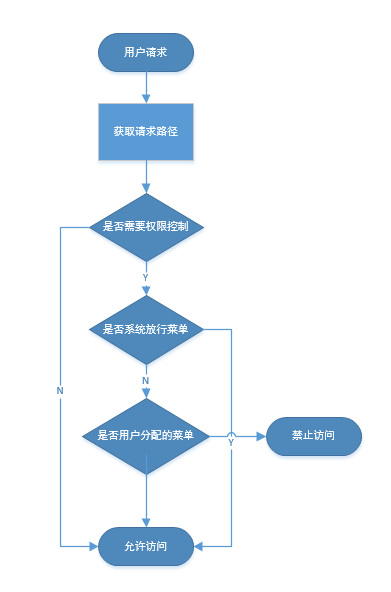 用户请求
获取请求路径
是否需要权限控制
Y
是否系统放行菜单
N
N
是否用户分配的菜单
禁止访问
Y
允许访问